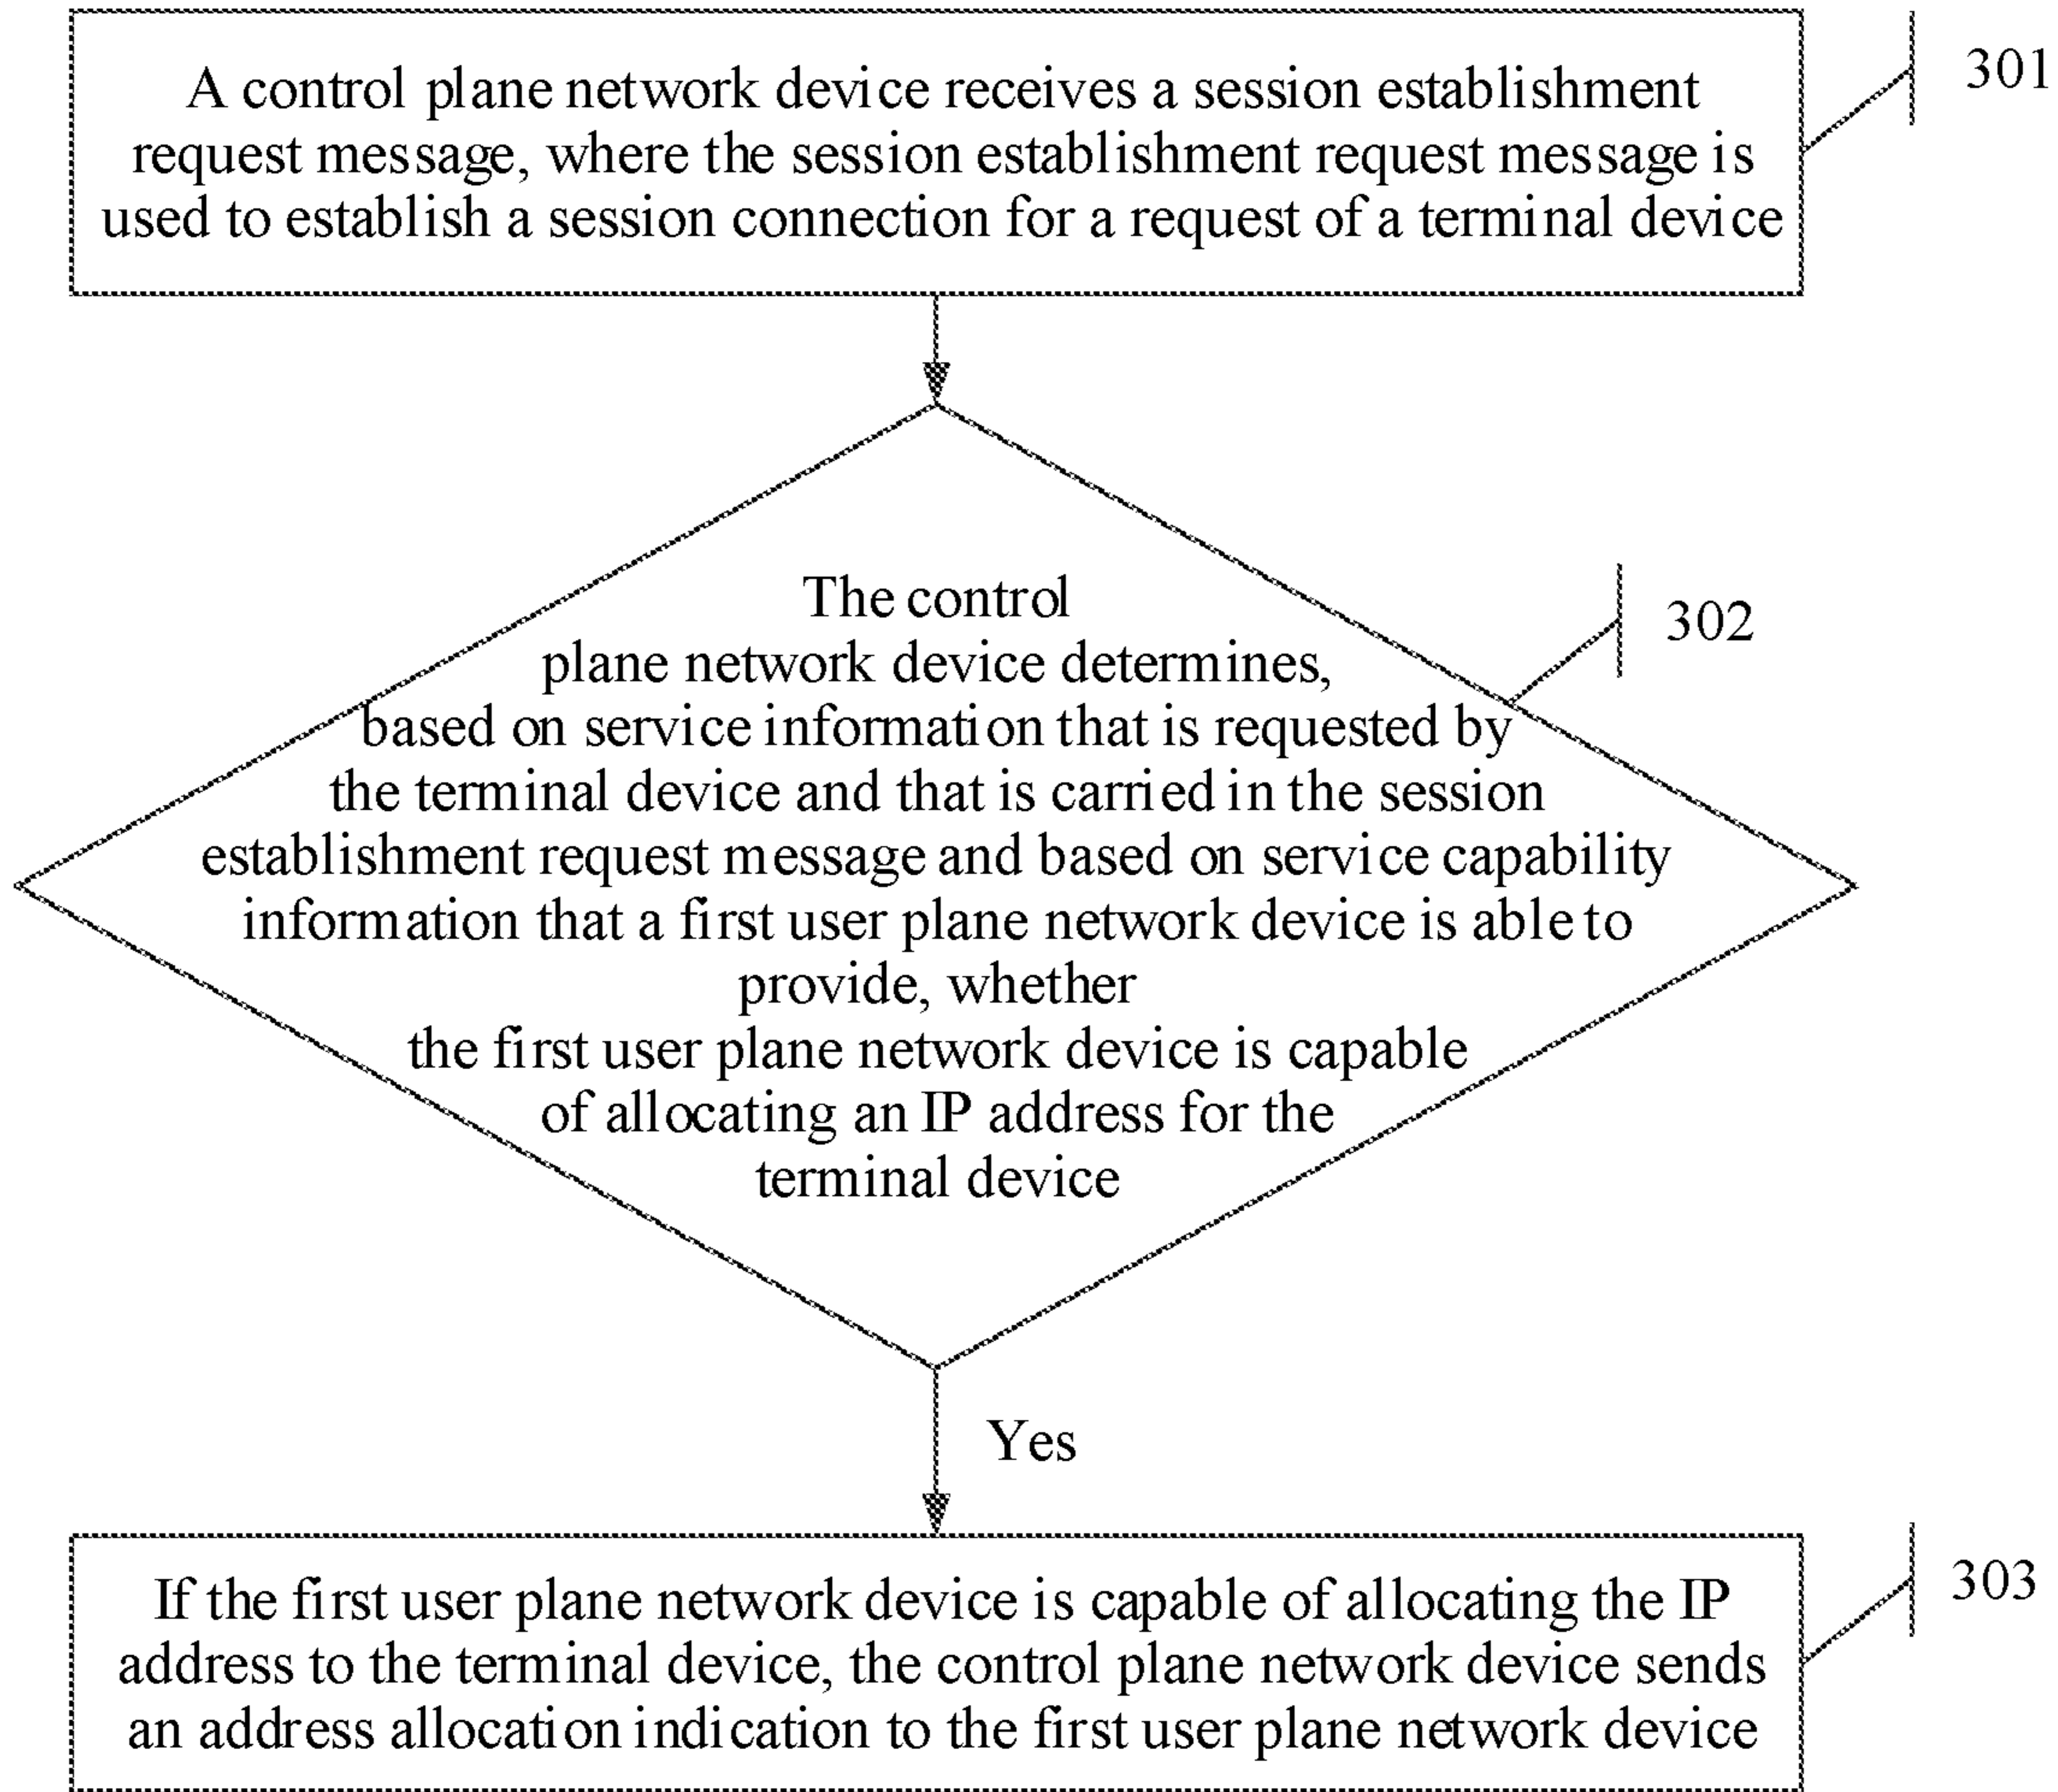 A control plane network device receives a session establishment
request message, where the session establishment request message is
used to establish a session connection for a request of a terminal device
301
The control
plane network device determines,
based on service information that is requested by
the terminal device and that is carried in the session
establishment request message and based on service capability
information that a first user plane network device is able to
provide, whether
the first user plane network device is capable
of allocating an IP address for the
terminal device
302
Yes
If the first user plane network device is capable of allocating the IP
address to the terminal device, the control plane network device sends
an address allocation indication to the first user plane network device
303